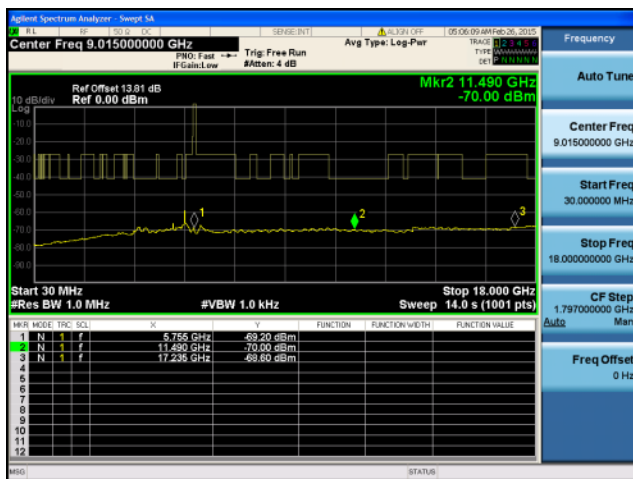 Agilent Spectrum Analyzer - Swept SA
RL RF 50 Ω DC SENSE:INT ALIGN OFF 05:06:09 AM Feb 26, 2015
Center Freq 9.015000000 GHz
PNO: Fast
IFGain:Low
Trig: Free Run
#Atten: 4 dB
Avg Type: Log-Pwr
TRACE 1 2 3 4 5 6
TYPE
DET P N N N N N
Ref Offset 13.81 dB
Ref 0.00 dBm
Mkr2 11.490 GHz
-70.00 dBm
10 dB/div
Log
-10.0
-20.0
-30.0
-40.0
-50.0
-60.0
-70.0
-80.0
-90.0
1
2
3
Start 30 MHz
Stop 18.000 GHz
#Res BW 1.0 MHz
#VBW 1.0 kHz
Sweep 14.0 s (1001 pts)
MKR MODE TRC SCL X Y FUNCTION FUNCTION WIDTH FUNCTION VALUE
1 N 1 f 5.755 GHz -69.20 dBm
2 N 1 f 11.490 GHz -70.00 dBm
3 N 1 f 17.235 GHz -68.60 dBm
4
5
6
7
8
9
10
11
12
MSG
STATUS
Frequency
Auto Tune
Center Freq
9.015000000 GHz
Start Freq
30.000000 MHz
Stop Freq
18.000000000 GHz
CF Step
1.797000000 GHz
Auto Man
Freq Offset
0 Hz